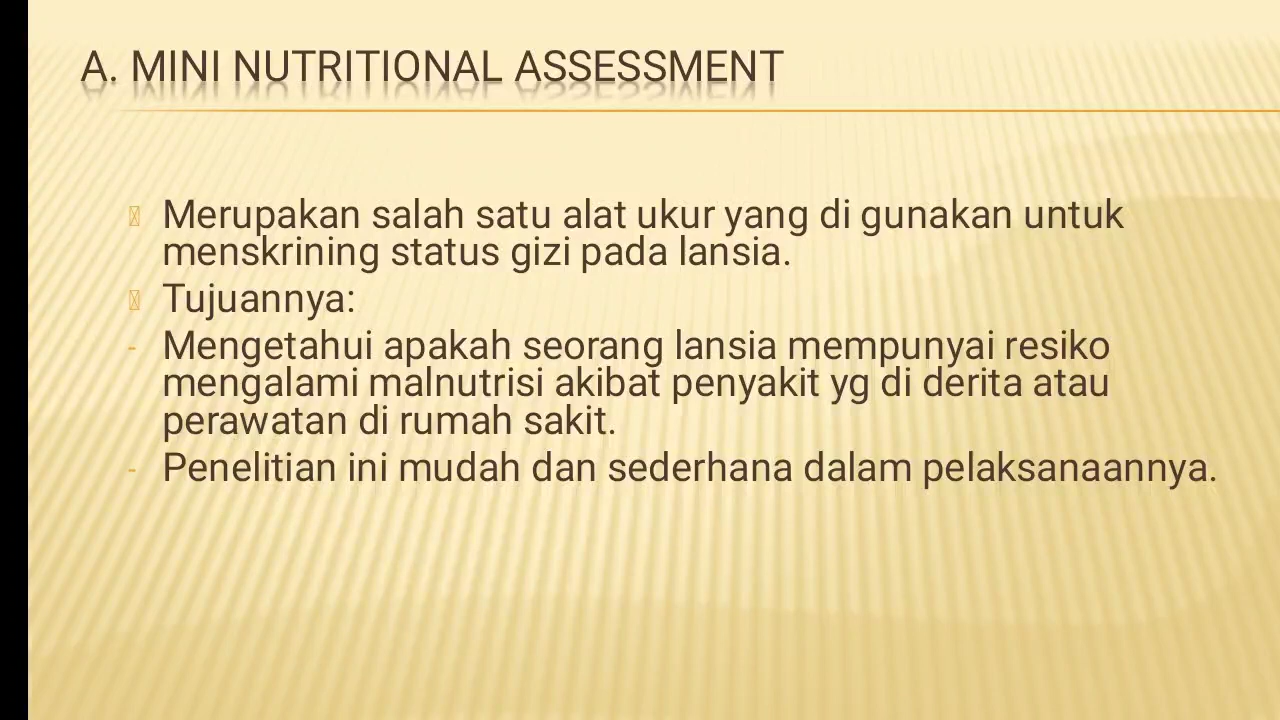 A. MINI NUTRITIONAL ASSESSMENT
Merupakan salah satu alat ukur yang di gunakan untuk
menskrining status gizi pada lansia.
Tujuannya:
- Mengetahui apakah seorang lansia mempunyai resiko
mengalami malnutrisi akibat penyakit yg di derita atau
perawatan di rumah sakit.
- Penelitian ini mudah dan sederhana dalam pelaksanaannya.